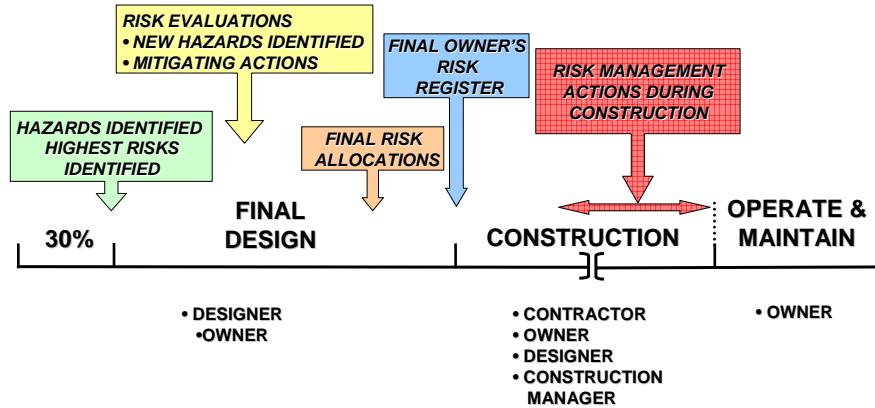 RISK EVALUATIONS
• NEW HAZARDS IDENTIFIED
• MITIGATING ACTIONS
FINAL OWNER'S
RISK
REGISTER
RISK MANAGEMENT
ACTIONS DURING
CONSTRUCTION
HAZARDS IDENTIFIED
HIGHEST RISKS
IDENTIFIED
FINAL RISK
ALLOCATIONS
30%
FINAL
DESIGN
CONSTRUCTION
OPERATE &
MAINTAIN
• DESIGNER
•OWNER
• CONTRACTOR
• OWNER
• DESIGNER
• CONSTRUCTION
MANAGER
• OWNER